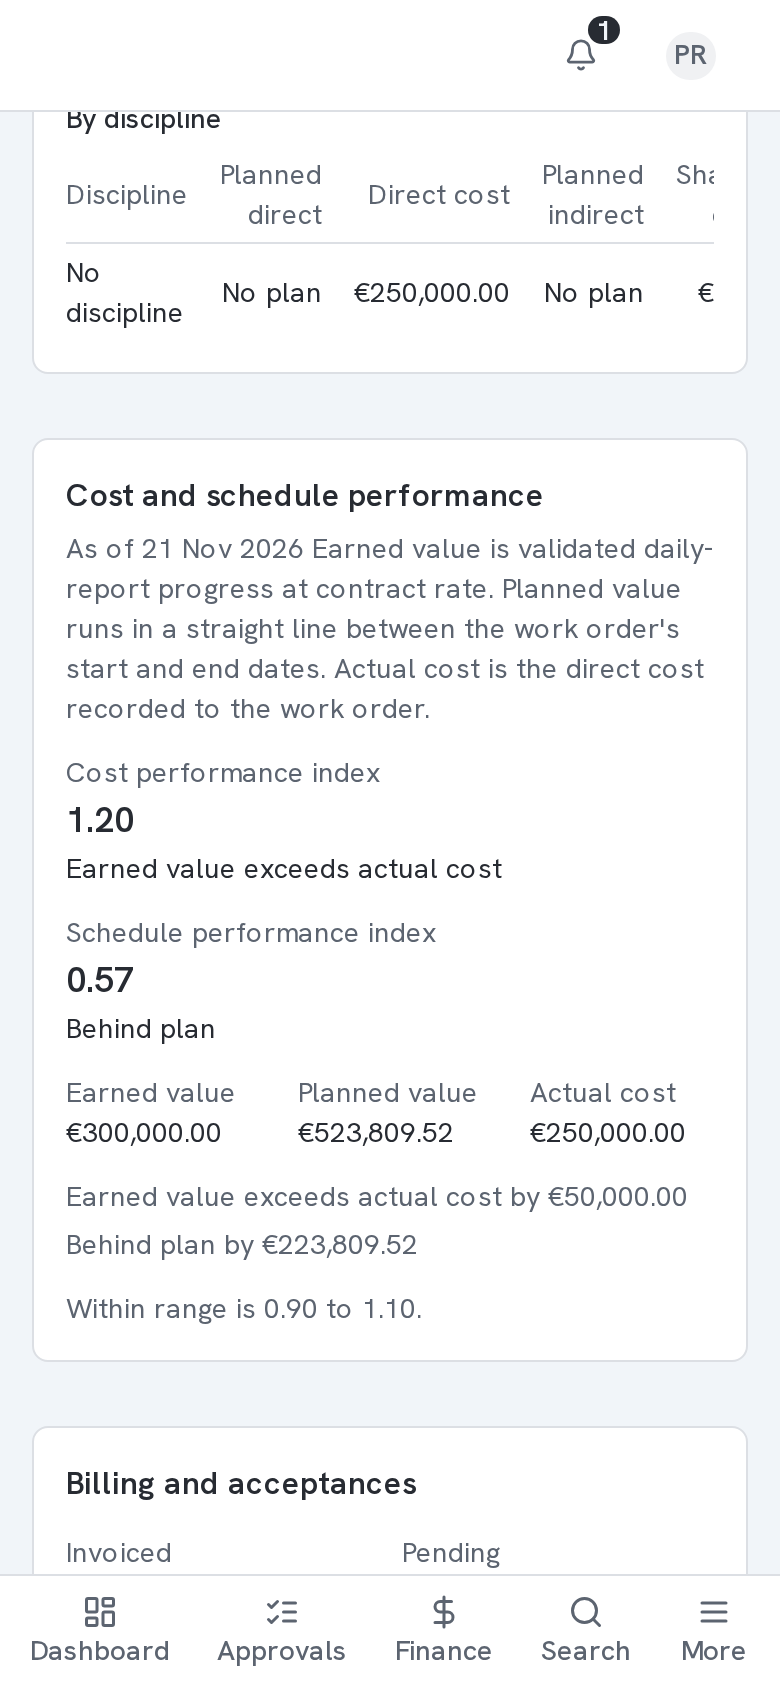 1
PR
By discipline
Discipline Planned direct Direct cost Planned indirect
No discipline No plan €250,000.00 No plan €
Cost and schedule performance
As of 21 Nov 2026 Earned value is validated daily-
report progress at contract rate. Planned value
runs in a straight line between the work order's
start and end dates. Actual cost is the direct cost
recorded to the work order.
Cost performance index
1.20
Earned value exceeds actual cost
Schedule performance index
0.57
Behind plan
Earned value Planned value Actual cost
€300,000.00 €523,809.52 €250,000.00
Earned value exceeds actual cost by €50,000.00
Behind plan by €223,809.52
Within range is 0.90 to 1.10.
Billing and acceptances
Invoiced Pending
Dashboard Approvals Finance Search More